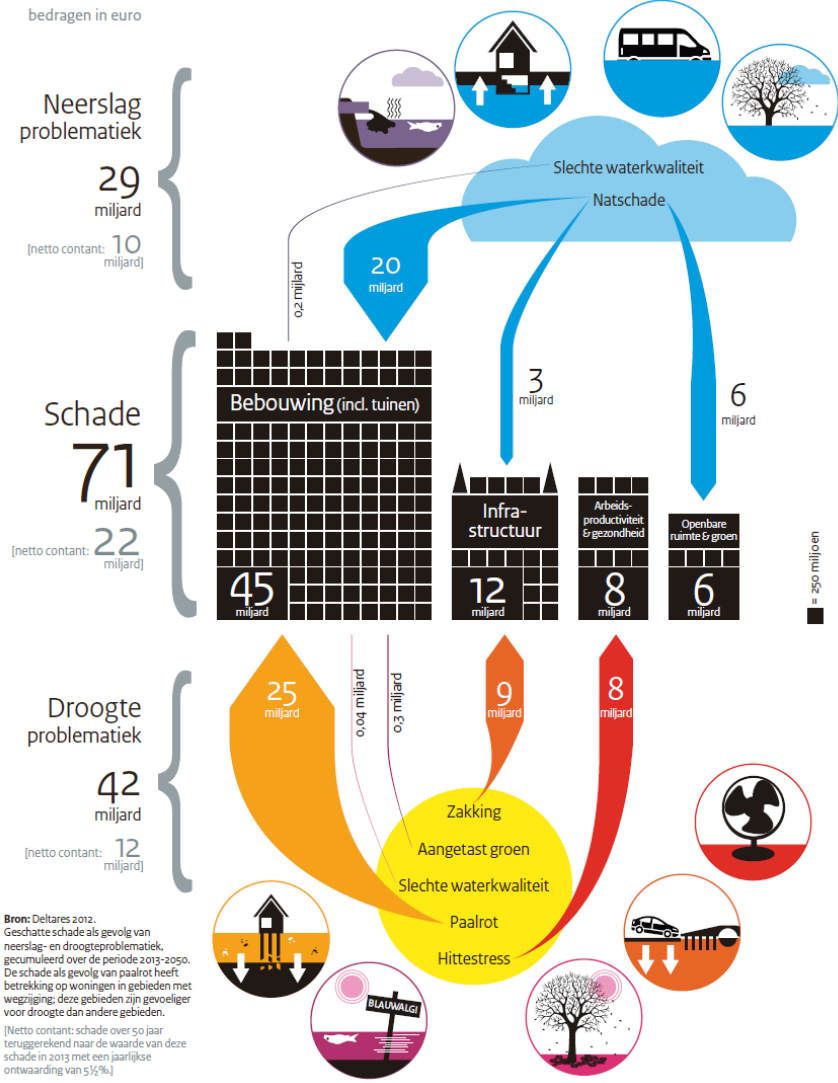 bedragen in euro
Neerslag
problematiek
29
miljard
[netto contant: 10
miljard]
Slechte waterkwaliteit
Natschade
0,2 mijlard
20
miljard
3
miljard
6
miljard
Schade
71
miljard
[netto contant: 22
miljard]
Bebouwing (incl. tuinen)
45
miljard
Infra-
structuur
12
miljard
Arbeids-
productiviteit
& gezondheid
8
miljard
Openbare
ruimte & groen
6
miljard
= 250 miljoen
Droogte
problematiek
42
miljard
[netto contant: 12
miljard]
25
miljard
0,04 miljard
0,3 miljard
9
miljard
8
miljard
Zakking
Aangetast groen
Slechte waterkwaliteit
Paalrot
Hittestress
BLAUWALG!
Bron: Deltares 2012.
Geschatte schade als gevolg van
neerslag- en droogteproblematiek,
gecumuleerd over de periode 2013-2050.
De schade als gevolg van paalrot heeft
betrekking op woningen in gebieden met
wegzijging; deze gebieden zijn gevoeliger
voor droogte dan andere gebieden.
[Netto contant: schade over 50 jaar
teruggerekend naar de waarde van deze
schade in 2013 met een jaarlijkse
ontwaarding van 5½%.]